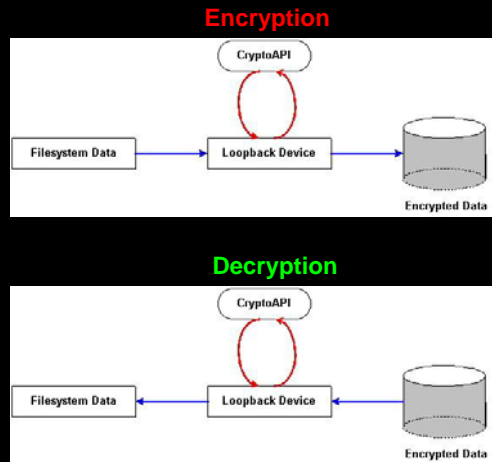 Encryption
CryptoAPI
Filesystem Data
Loopback Device
Encrypted Data
Decryption
CryptoAPI
Filesystem Data
Loopback Device
Encrypted Data